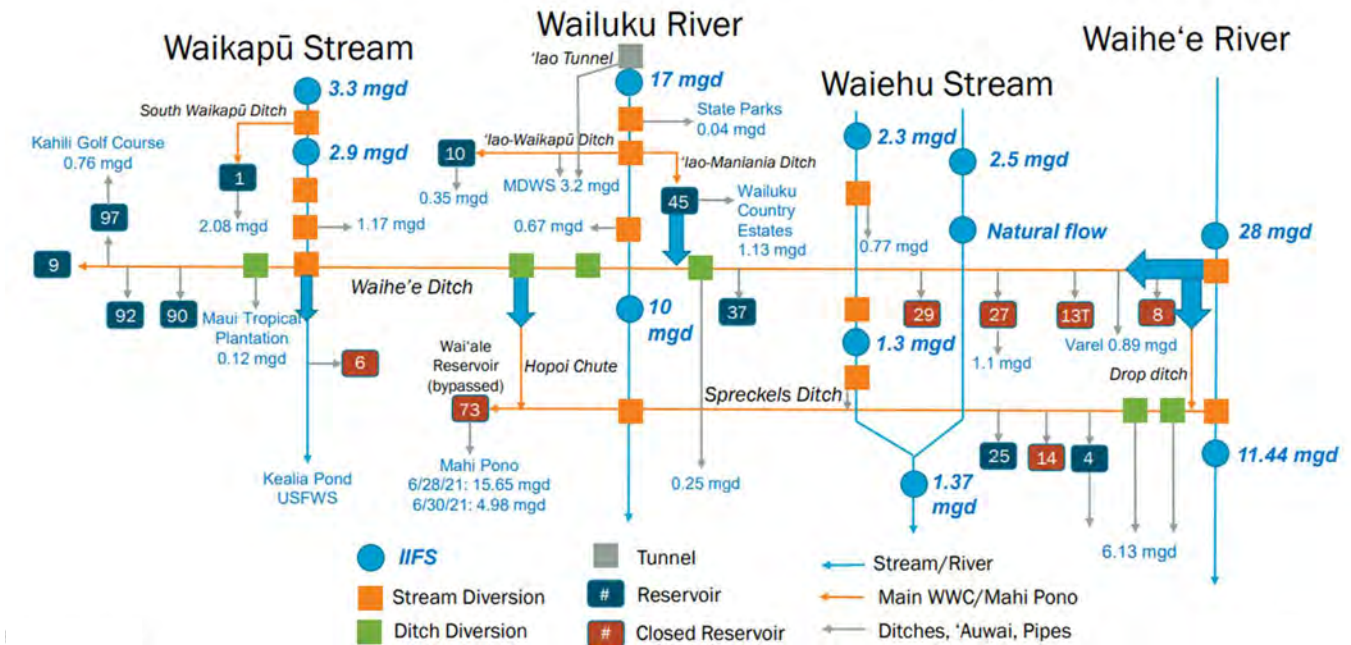 Waikapū Stream
Wailuku River
Waiehu Stream
Waihe‘e River
‘Iao Tunnel
3.3 mgd
17 mgd
South Waikapū Ditch
State Parks
0.04 mgd
Kahili Golf Course
0.76 mgd
2.9 mgd
‘Iao-Waikapū Ditch
‘Iao-Maniania Ditch
2.3 mgd
2.5 mgd
10
1
MDWS 3.2 mgd
0.35 mgd
45
Wailuku
Country
Estates
1.13 mgd
97
2.08 mgd
1.17 mgd
0.67 mgd
0.77 mgd
Natural flow
28 mgd
9
Waihe‘e Ditch
92
90
Maui Tropical
Plantation
0.12 mgd
10
mgd
37
29
27
13T
8
1.1 mgd
Varel 0.89 mgd
1.3 mgd
6
Wai‘ale
Reservoir
(bypassed)
Hopoi Chute
Drop ditch
73
Spreckels Ditch
Mahi Pono
6/28/21: 15.65 mgd
6/30/21: 4.98 mgd
Kealia Pond
USFWS
0.25 mgd
1.37
mgd
25
14
4
11.44 mgd
6.13 mgd
IIFS
Stream Diversion
Ditch Diversion
Tunnel
# Reservoir
# Closed Reservoir
Stream/River
Main WWC/Mahi Pono
Ditches, ‘Auwai, Pipes